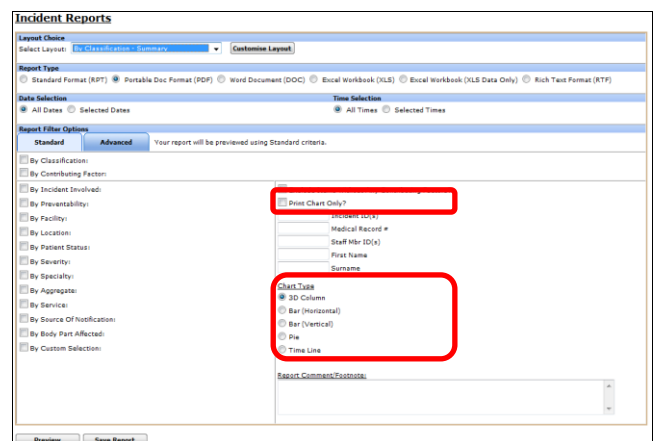 Incident Reports
Layout Choice
Select Layout: By Classification - Summary Customise Layout
Report Type
Standard Format (RPT) Portable Doc Format (PDF) Word Document (DOC) Excel Workbook (XLS) Excel Workbook (XLS Data Only) Rich Text Format (RTF)
Date Selection Time Selection
All Dates Selected Dates All Times Selected Times
Report Filter Options
Standard Advanced Your report will be previewed using Standard criteria.
By Classification:
By Contributing Factor:
By Incident Involved:
By Preventability: Print Chart Only?
By Facility: Incident ID(s)
By Location: Medical Record #
By Patient Status: Staff Mbr ID(s)
By Severity: First Name
By Specialty: Surname
By Aggregate: Chart Type
By Service: 3D Column
By Source Of Notification: Bar (Horizontal)
By Body Part Affected: Bar (Vertical)
By Custom Selection: Pie
Time Line
Report Comment/Footnote:
Preview Save Report